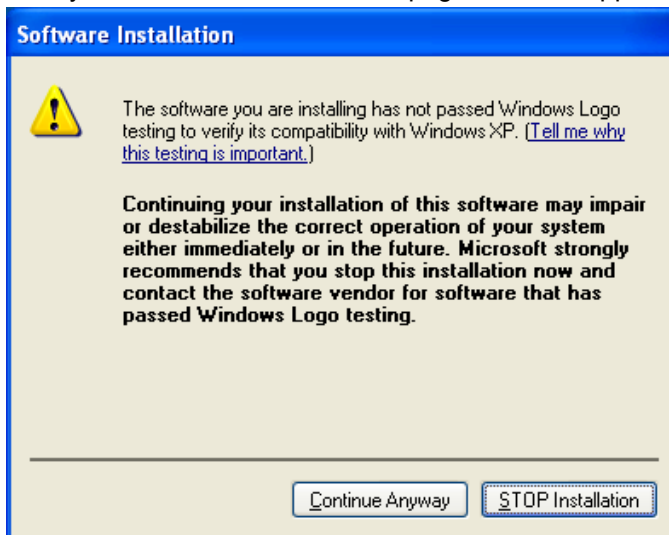 Software Installation
The software you are installing has not passed Windows Logo
testing to verify its compatibility with Windows XP. (Tell me why
this testing is important.)
Continuing your installation of this software may impair
or destabilize the correct operation of your system
either immediately or in the future. Microsoft strongly
recommends that you stop this installation now and
contact the software vendor for software that has
passed Windows Logo testing.
Continue Anyway
STOP Installation